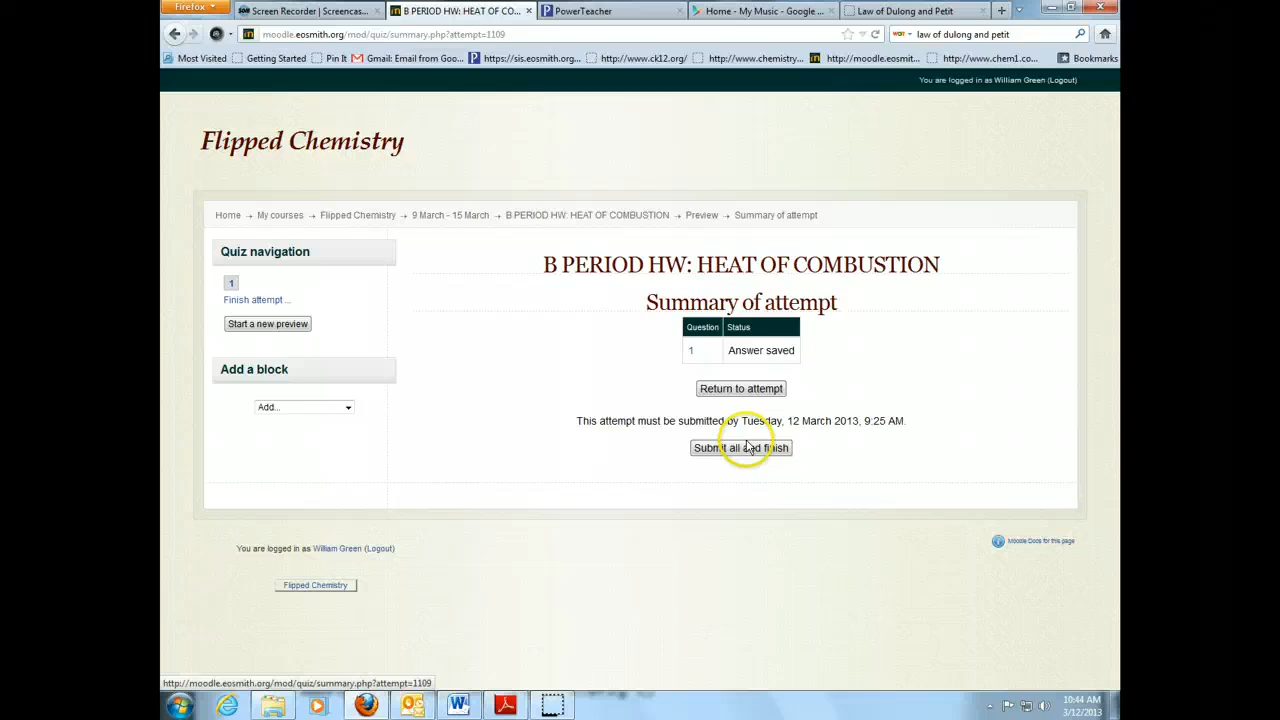 Firefox
Screen Recorder | Screencas...
B PERIOD HW: HEAT OF CO...
PowerTeacher
Home - My Music - Google ...
Law of Dulong and Petit
moodle.eosmith.org/mod/quiz/summary.php?attempt=1109
law of dulong and petit
Most Visited
Getting Started
Pin It
Gmail: Email from Goo...
https://sis.eosmith.org...
http://www.ck12.org/
http://www.chemistry...
http://moodle.eosmit...
http://www.chem1.co...
Bookmarks
You are logged in as William Green (Logout)
Flipped Chemistry
Home → My courses → Flipped Chemistry → 9 March - 15 March → B PERIOD HW: HEAT OF COMBUSTION → Preview → Summary of attempt
Quiz navigation
1
Finish attempt ...
Start a new preview
Add a block
Add...
B PERIOD HW: HEAT OF COMBUSTION
Summary of attempt
Question Status
1 Answer saved
Return to attempt
This attempt must be submitted by Tuesday, 12 March 2013, 9:25 AM.
Submit all and finish
You are logged in as William Green (Logout)
Moodle Docs for this page
Flipped Chemistry
http://moodle.eosmith.org/mod/quiz/summary.php?attempt=1109
10:44 AM
3/12/2013